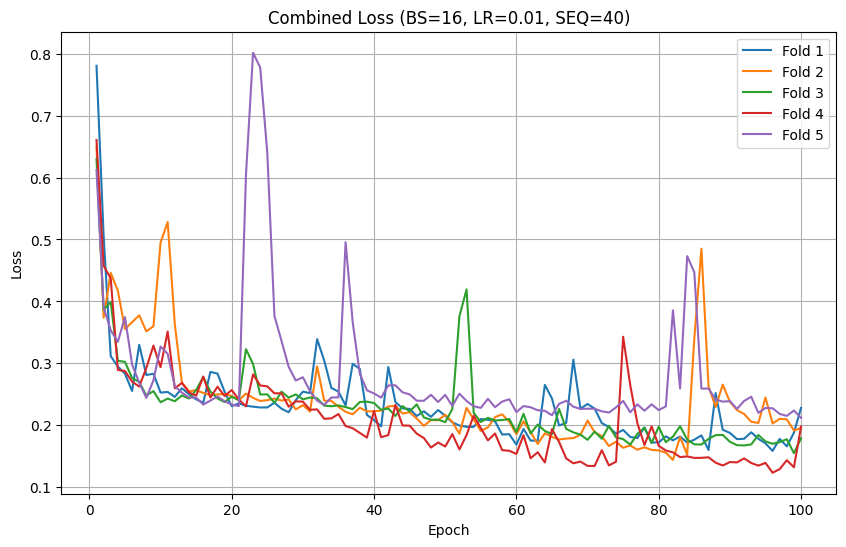 Combined Loss (BS=16, LR=0.01, SEQ=40)
Fold 1
Fold 2
Fold 3
Fold 4
Fold 5
Loss
0.8
0.7
0.6
0.5
0.4
0.3
0.2
0.1
0 20 40 60 80 100
Epoch